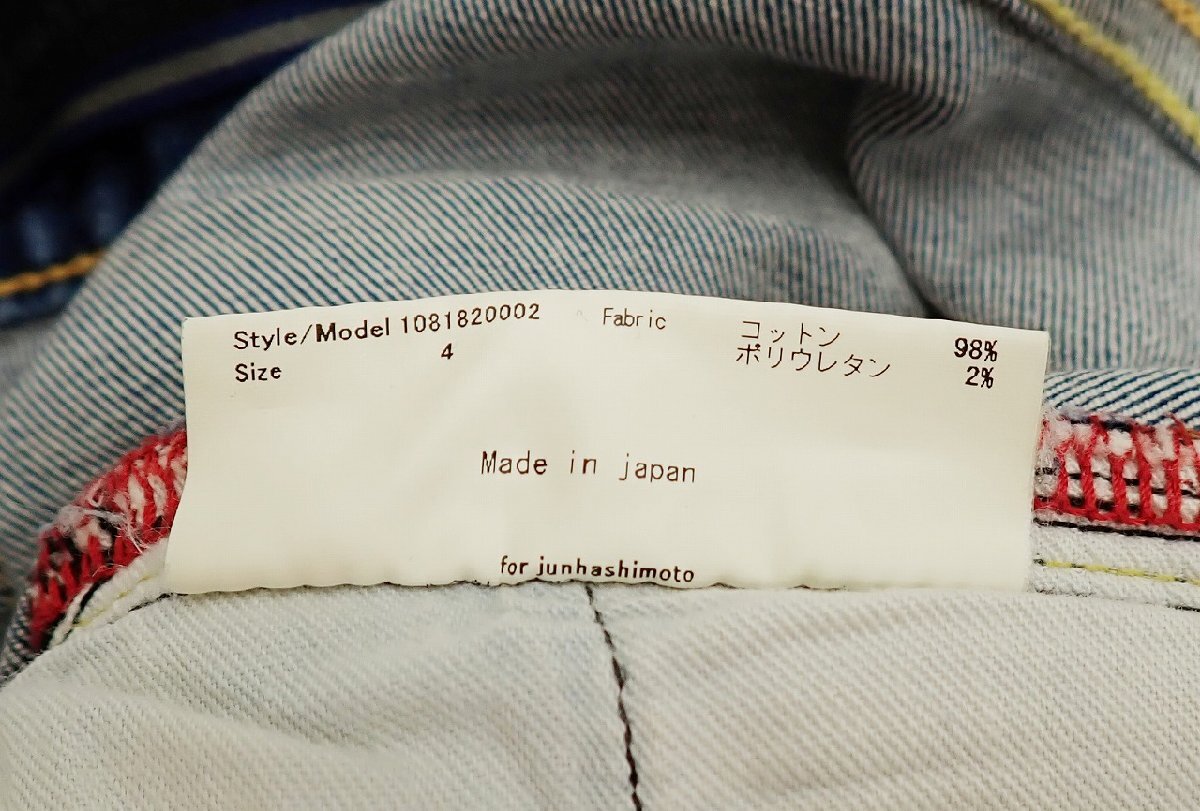 Style/Model 1081820002 Fabric コットン 98%
Size 4 ポリウレタン 2%
Made in japan
for junhashimoto